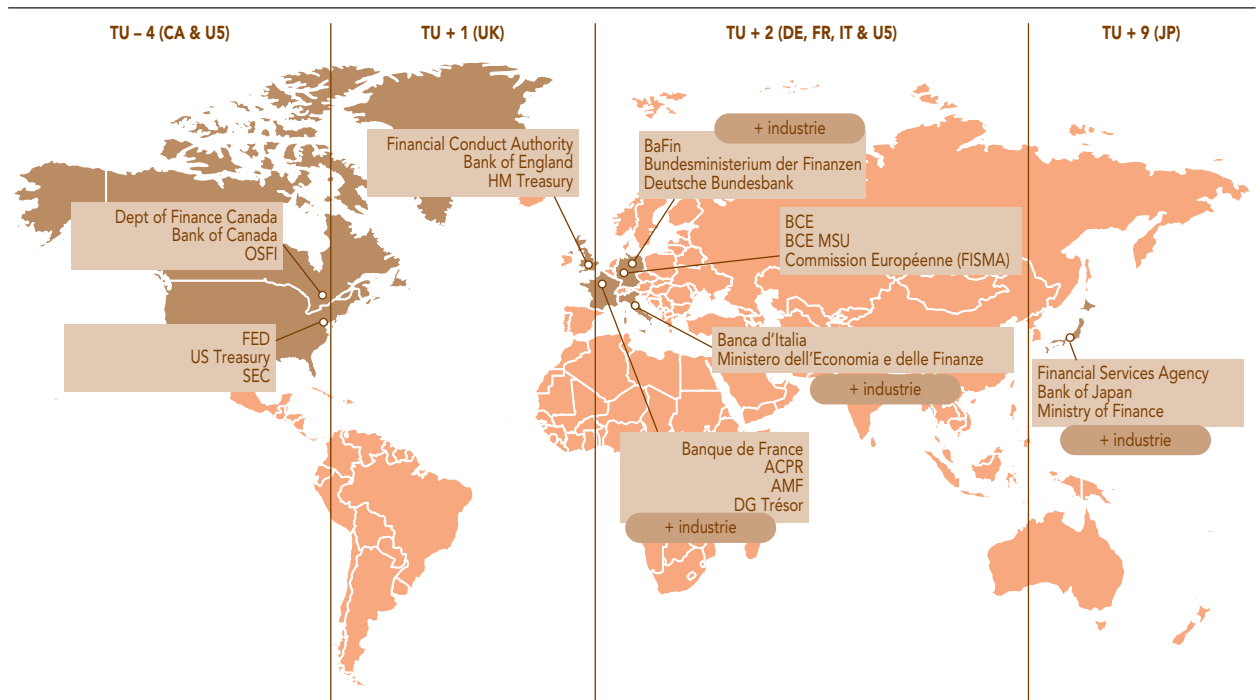 TU – 4 (CA & U5)
TU + 1 (UK)
TU + 2 (DE, FR, IT & U5)
TU + 9 (JP)
Dept of Finance Canada
Bank of Canada
OSFI
FED
US Treasury
SEC
Financial Conduct Authority
Bank of England
HM Treasury
+ industrie
BaFin
Bundesministerium der Finanzen
Deutsche Bundesbank
BCE
BCE MSU
Commission Européenne (FISMA)
Banca d’Italia
Ministero dell’Economia e delle Finanze
+ industrie
Banque de France
ACPR
AMF
DG Trésor
+ industrie
Financial Services Agency
Bank of Japan
Ministry of Finance
+ industrie